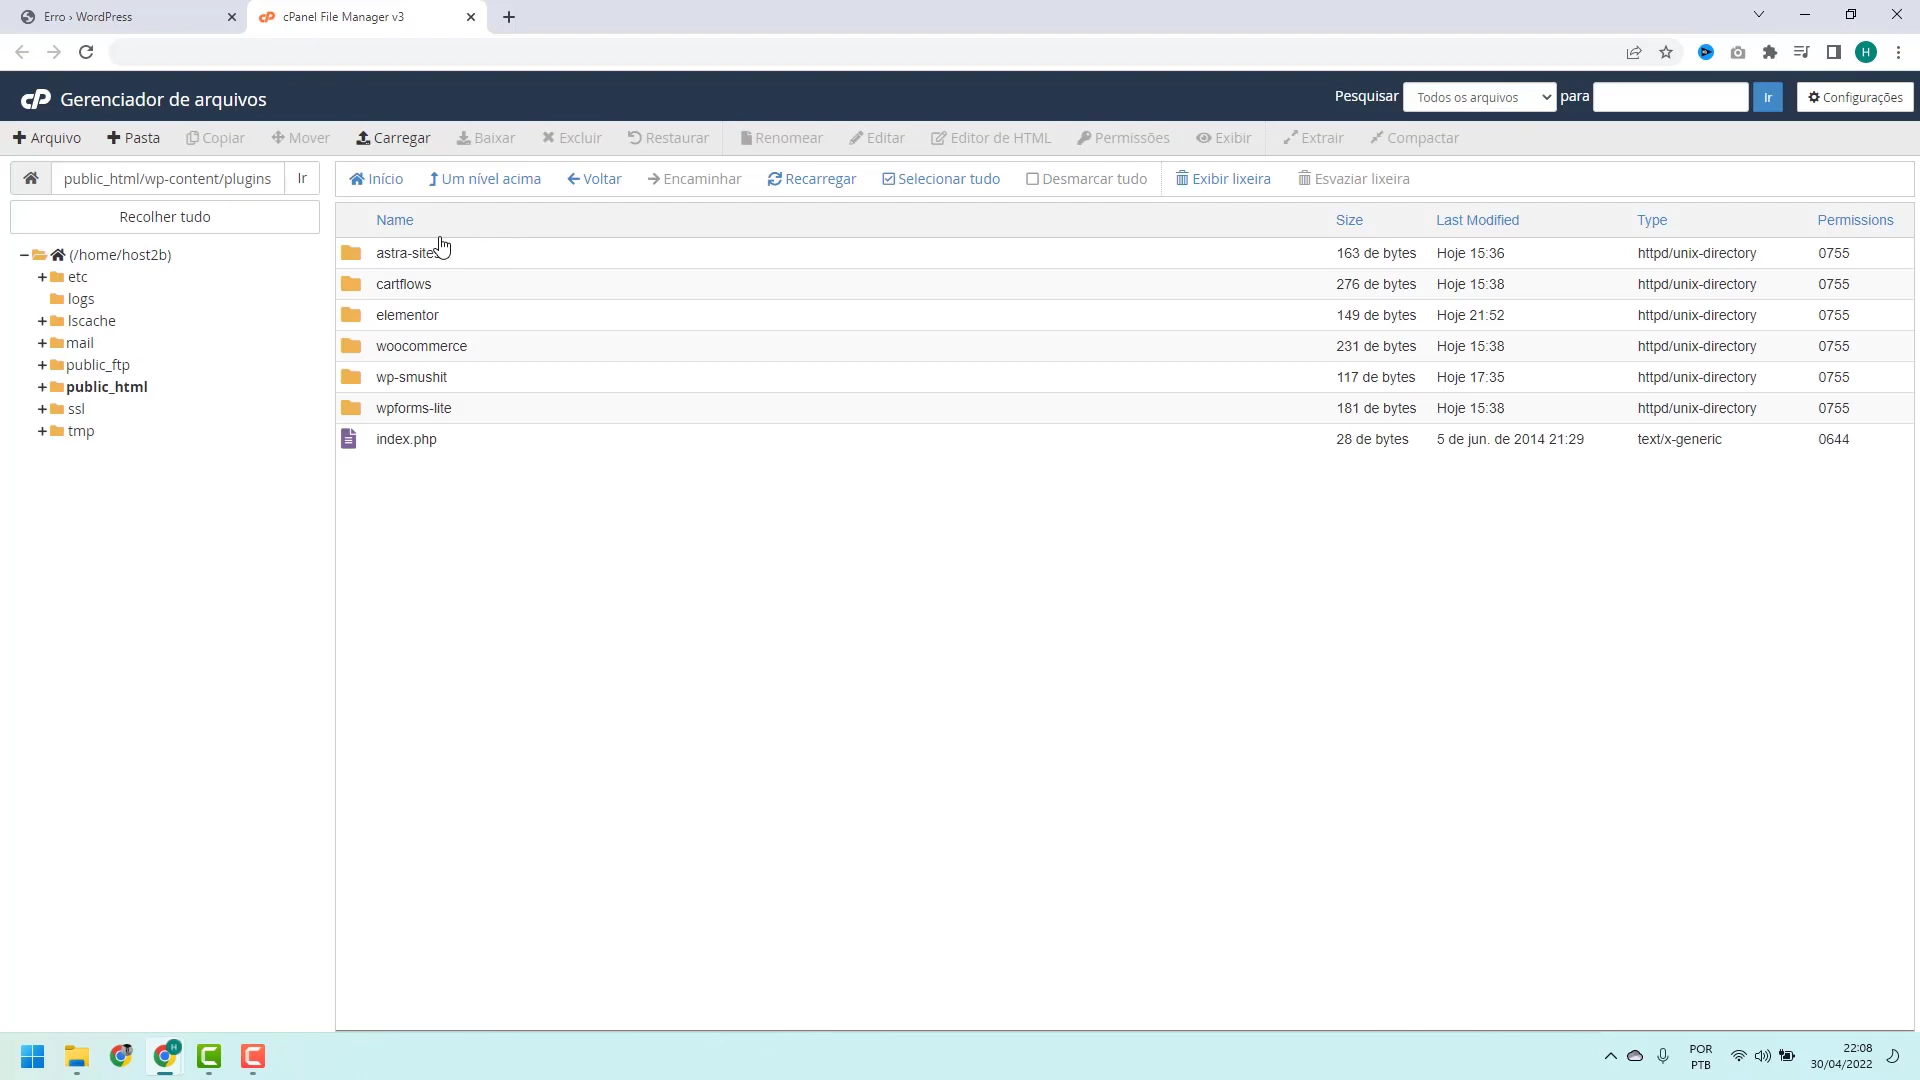 Erro › WordPress
cPanel File Manager v3
H
cP Gerenciador de arquivos
Pesquisar Todos os arquivos para Ir Configurações
Arquivo Pasta Copiar Mover Carregar Baixar Excluir Restaurar Renomear Editar Editor de HTML Permissões Exibir Extrair Compactar
public_html/wp-content/plugins Ir
Início Um nível acima Voltar Encaminhar Recarregar Selecionar tudo Desmarcar tudo Exibir lixeira Esvaziar lixeira
Recolher tudo
(/home/host2b)
etc
logs
lscache
mail
public_ftp
public_html
ssl
tmp
Name Size Last Modified Type Permissions
astra-sites 163 de bytes Hoje 15:36 httpd/unix-directory 0755
cartflows 276 de bytes Hoje 15:38 httpd/unix-directory 0755
elementor 149 de bytes Hoje 21:52 httpd/unix-directory 0755
woocommerce 231 de bytes Hoje 15:38 httpd/unix-directory 0755
wp-smushit 117 de bytes Hoje 17:35 httpd/unix-directory 0755
wpforms-lite 181 de bytes Hoje 15:38 httpd/unix-directory 0755
index.php 28 de bytes 5 de jun. de 2014 21:29 text/x-generic 0644
H
POR
PTB
22:08
30/04/2022